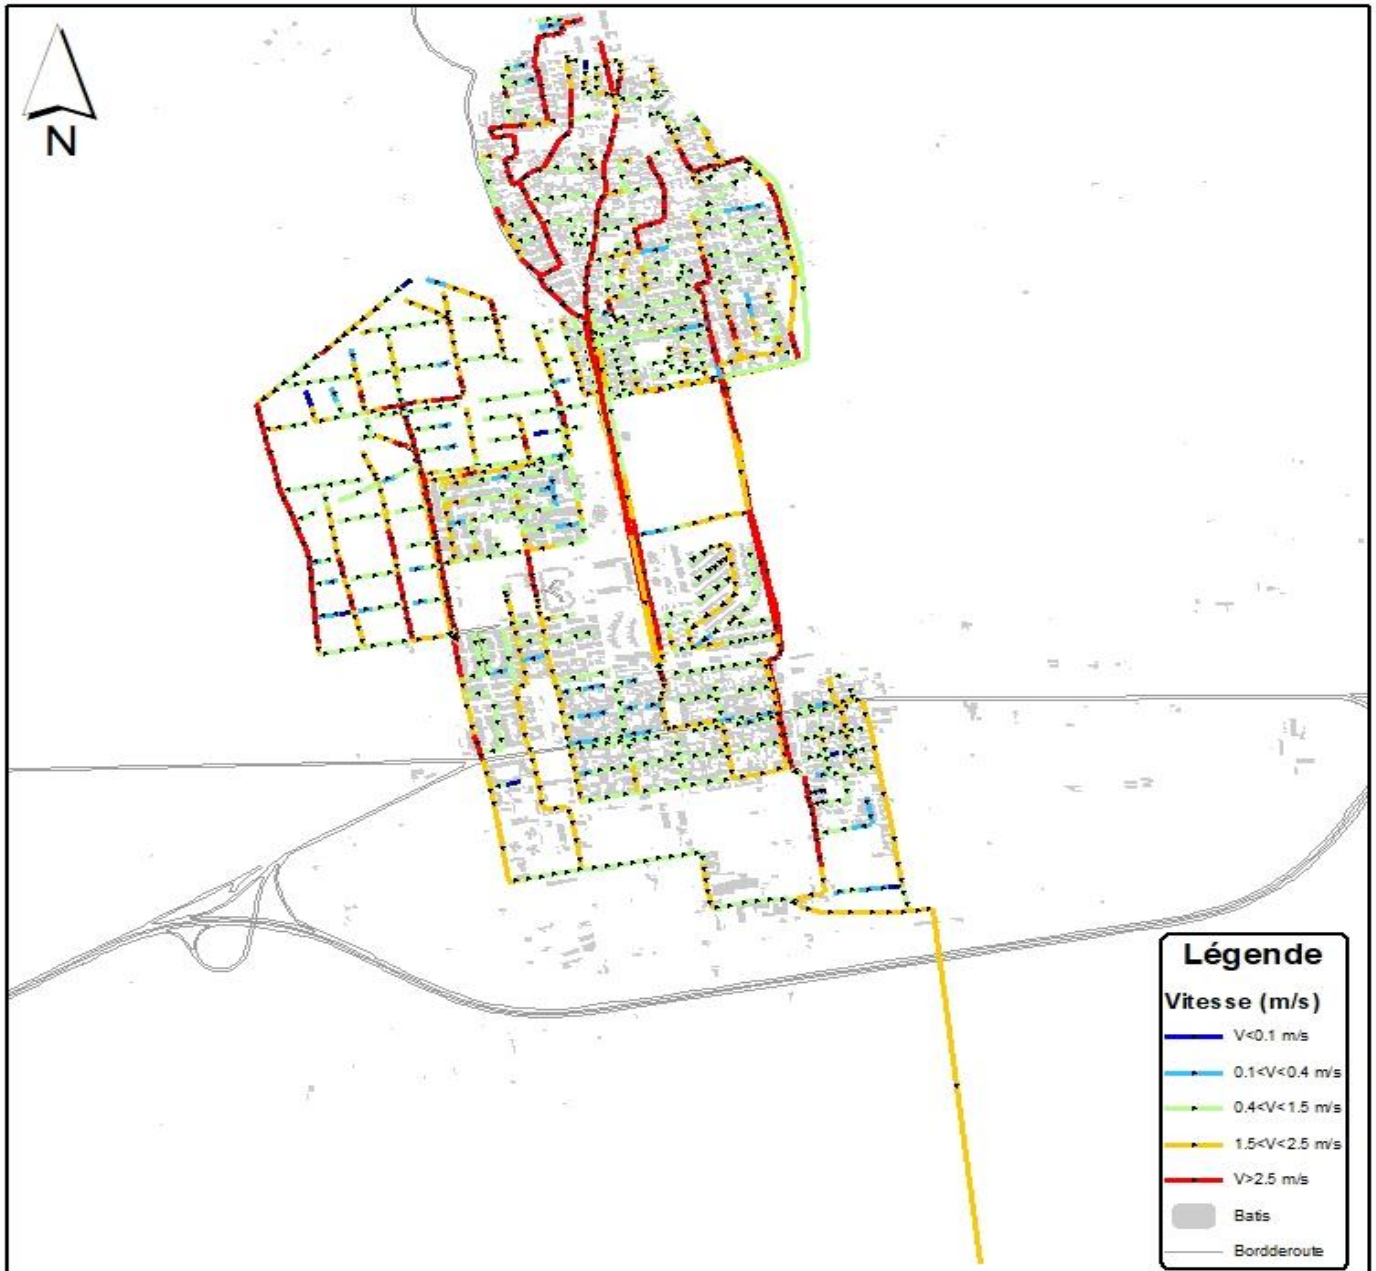 N
Légende
Vitesse (m/s)
V<0.1 m/s
0.1<V<0.4 m/s
0.4<V<1.5 m/s
1.5<V<2.5 m/s
V>2.5 m/s
Batis
Bordderoute